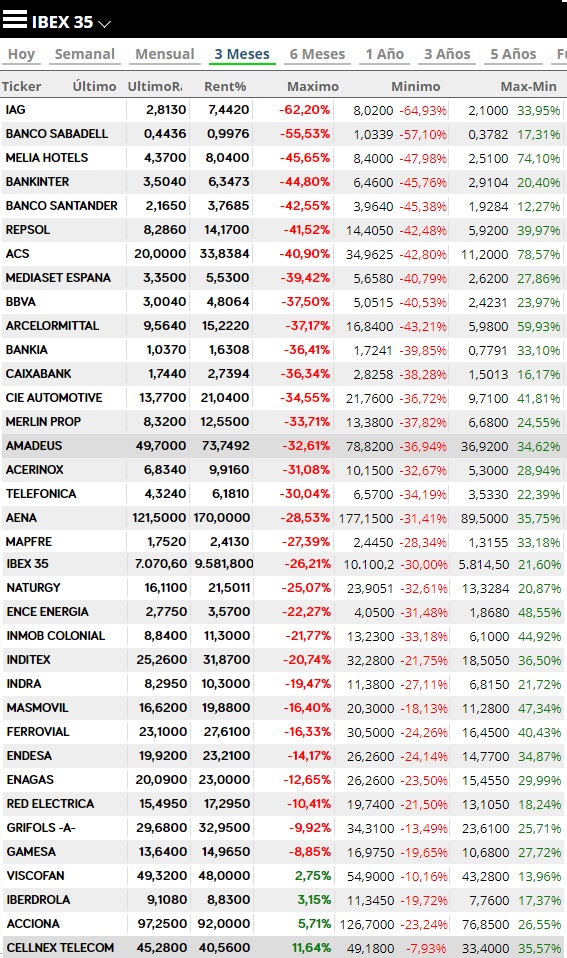 IBEX 35
Hoy Semanal Mensual 3 Meses 6 Meses 1 Año 3 Años 5 Años
Ticker Último UltimoR Rent% Maximo Minimo Max-Min
IAG 2,8130 7,4420 -62,20% 8,0200 -64,93% 2,1000 33,95%
BANCO SABADELL 0,4436 0,9976 -55,53% 1,0339 -57,10% 0,3782 17,31%
MELIA HOTELS 4,3700 8,0400 -45,65% 8,4000 -47,98% 2,5100 74,10%
BANKINTER 3,5040 6,3473 -44,80% 6,4600 -45,76% 2,9104 20,40%
BANCO SANTANDER 2,1650 3,7685 -42,55% 3,9640 -45,38% 1,9284 12,27%
REPSOL 8,2860 14,1700 -41,52% 14,4050 -42,48% 5,9200 39,97%
ACS 20,0000 33,8384 -40,90% 34,9625 -42,80% 11,2000 78,57%
MEDIASET ESPANA 3,3500 5,5300 -39,42% 5,6580 -40,79% 2,6200 27,86%
BBVA 3,0040 4,8064 -37,50% 5,0515 -40,53% 2,4231 23,97%
ARCELORMITTAL 9,5640 15,2220 -37,17% 16,8400 -43,21% 5,9800 59,93%
BANKIA 1,0370 1,6308 -36,41% 1,7241 -39,85% 0,7791 33,10%
CAIXABANK 1,7440 2,7394 -36,34% 2,8258 -38,28% 1,5013 16,17%
CIE AUTOMOTIVE 13,7700 21,0400 -34,55% 21,7600 -36,72% 9,7100 41,81%
MERLIN PROP 8,3200 12,5500 -33,71% 13,3800 -37,82% 6,6800 24,55%
AMADEUS 49,7000 73,7492 -32,61% 78,8200 -36,94% 36,9200 34,62%
ACERINOX 6,8340 9,9160 -31,08% 10,1500 -32,67% 5,3000 28,94%
TELEFONICA 4,3240 6,1810 -30,04% 6,5700 -34,19% 3,5330 22,39%
AENA 121,5000 170,0000 -28,53% 177,1500 -31,41% 89,5000 35,75%
MAPFRE 1,7520 2,4130 -27,39% 2,4450 -28,34% 1,3155 33,18%
IBEX 35 7.070,60 9.581,800 -26,21% 10.100,2 -30,00% 5.814,50 21,60%
NATURGY 16,1100 21,5011 -25,07% 23,9051 -32,61% 13,3284 20,87%
ENCE ENERGIA 2,7750 3,5700 -22,27% 4,0500 -31,48% 1,8680 48,55%
INMOB COLONIAL 8,8400 11,3000 -21,77% 13,2300 -33,18% 6,1000 44,92%
INDITEX 25,2600 31,8700 -20,74% 32,2800 -21,75% 18,5050 36,50%
INDRA 8,2950 10,3000 -19,47% 11,3800 -27,11% 6,8150 21,72%
MASMOVIL 16,6200 19,8800 -16,40% 20,3000 -18,13% 11,2800 47,34%
FERROVIAL 23,1000 27,6100 -16,33% 30,5000 -24,26% 16,4500 40,43%
ENDESA 19,9200 23,2100 -14,17% 26,2600 -24,14% 14,7700 34,87%
ENAGAS 20,0900 23,0000 -12,65% 26,2600 -23,50% 15,4550 29,99%
RED ELECTRICA 15,4950 17,2950 -10,41% 19,7400 -21,50% 13,1050 18,24%
GRIFOLS -A- 29,6800 32,9500 -9,92% 34,3100 -13,49% 23,6100 25,71%
GAMESA 13,6400 14,9650 -8,85% 16,9750 -19,65% 10,6800 27,72%
VISCOFAN 49,3200 48,0000 2,75% 54,9000 -10,16% 43,2800 13,96%
IBERDROLA 9,1080 8,8300 3,15% 11,3450 -19,72% 7,7600 17,37%
ACCIONA 97,2500 92,0000 5,71% 126,7000 -23,24% 76,8500 26,55%
CELLNEX TELECOM 45,2800 40,5600 11,64% 49,1800 -7,93% 33,4000 35,57%